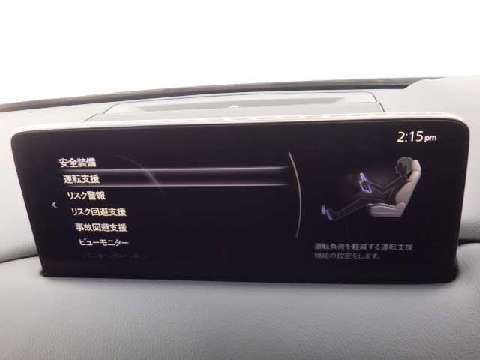 2:15pm
安全装備
運転支援
リスク警報
リスク回避支援
事故回避支援
ビューモニター
運転負荷を軽減する運転支援
機能の設定をします。